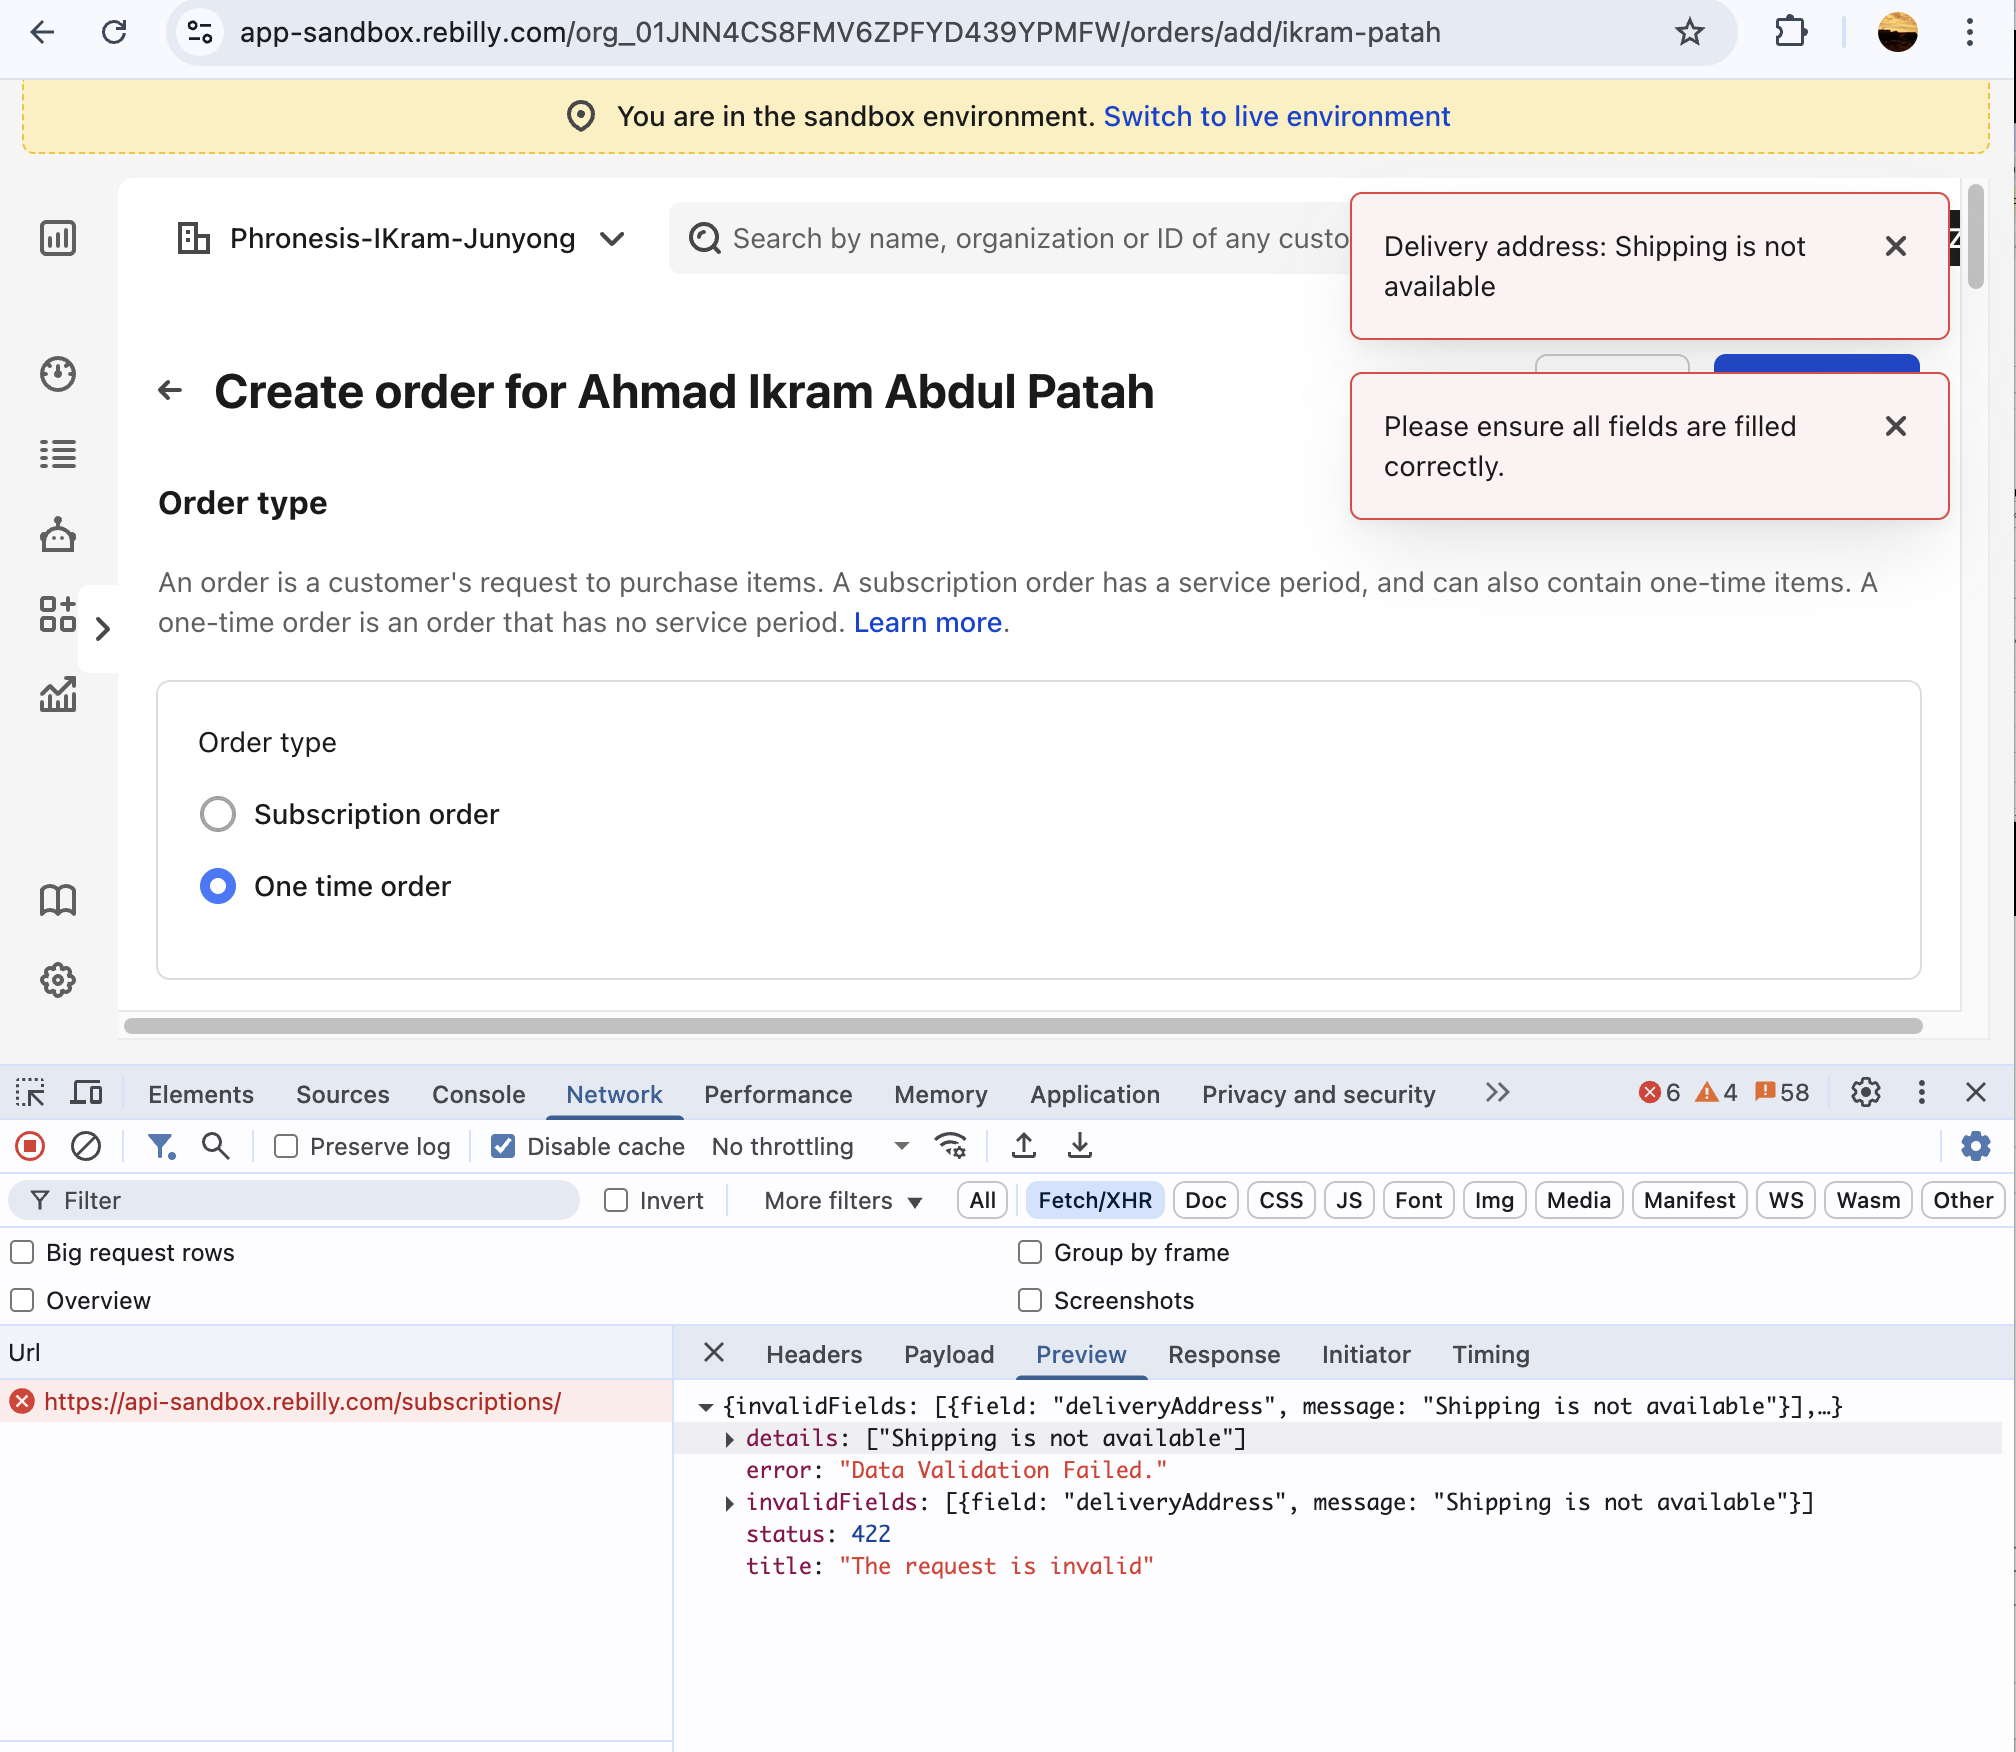 app-sandbox.rebilly.com/org_01JNN4CS8FMV6ZPFYD439YPMFW/orders/add/ikram-patah
You are in the sandbox environment. Switch to live environment
Phronesis-IKram-Junyong
Search by name, organization or ID of any custo
Delivery address: Shipping is not
available
Create order for Ahmad Ikram Abdul Patah
Please ensure all fields are filled
correctly.
Order type
An order is a customer's request to purchase items. A subscription order has a service period, and can also contain one-time items. A
one-time order is an order that has no service period. Learn more.
Order type
Subscription order
One time order
Elements Sources Console Network Performance Memory Application Privacy and security 6 4 58
Preserve log Disable cache No throttling
Filter Invert More filters All Fetch/XHR Doc CSS JS Font Img Media Manifest WS Wasm Other
Big request rows Group by frame
Overview Screenshots
Url Headers Payload Preview Response Initiator Timing
https://api-sandbox.rebilly.com/subscriptions/
{invalidFields: [{field: "deliveryAddress", message: "Shipping is not available"}],…}
details: ["Shipping is not available"]
error: "Data Validation Failed."
invalidFields: [{field: "deliveryAddress", message: "Shipping is not available"}]
status: 422
title: "The request is invalid"